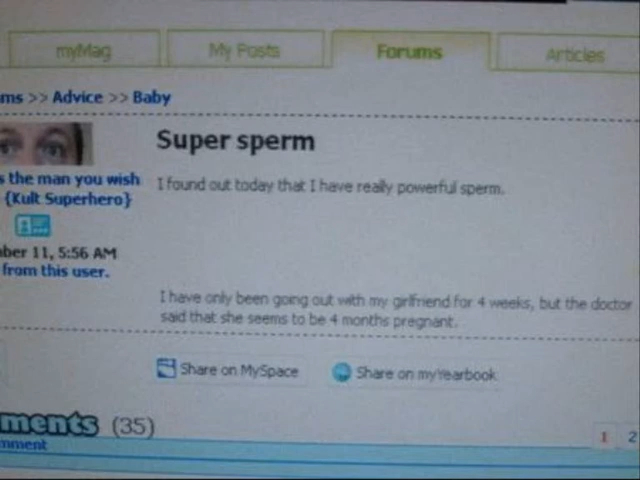 myMag
My Posts
Forums
Articles
ms >> Advice >> Baby
Super sperm
s the man you wish
{Kult Superhero}
I found out today that I have really powerful sperm.
ber 11, 5:56 AM
from this user.
I have only been going out with my girlfriend for 4 weeks, but the doctor
said that she seems to be 4 months pregnant.
Share on MySpace
Share on myYearbook
ments (35)
mment
1 2